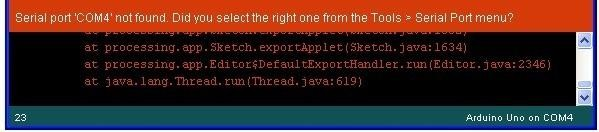 Serial port 'COM4' not found. Did you select the right one from the Tools > Serial Port menu?
at processing.app.Sketch.exportApplet(Sketch.java:1634)
at processing.app.Editor$DefaultExportHandler.run(Editor.java:2346)
at java.lang.Thread.run(Thread.java:619)
23 Arduino Uno on COM4